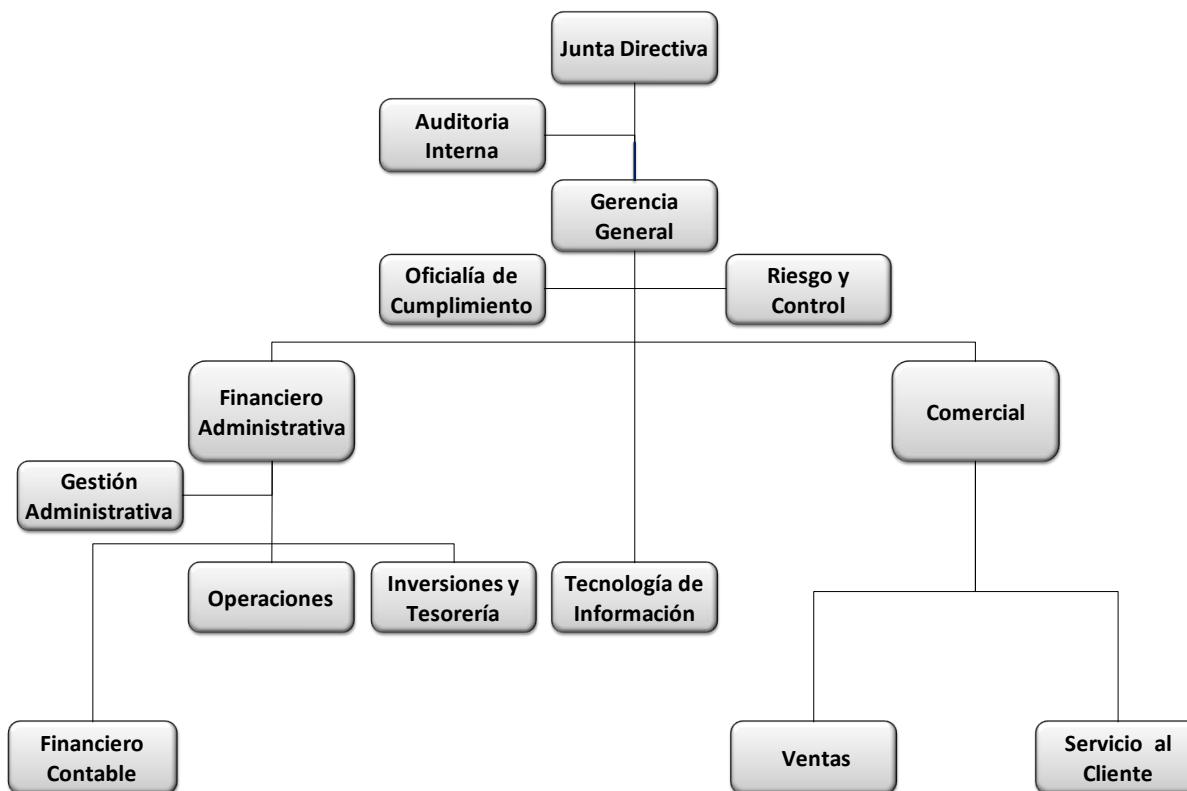 Junta Directiva
Auditoria
Interna
Gerencia
General
Oficialía de
Cumplimiento
Riesgo y
Control
Financiero
Administrativa
Comercial
Gestión
Administrativa
Operaciones
Inversiones y
Tesorería
Tecnología de
Información
Financiero
Contable
Ventas
Servicio al
Cliente